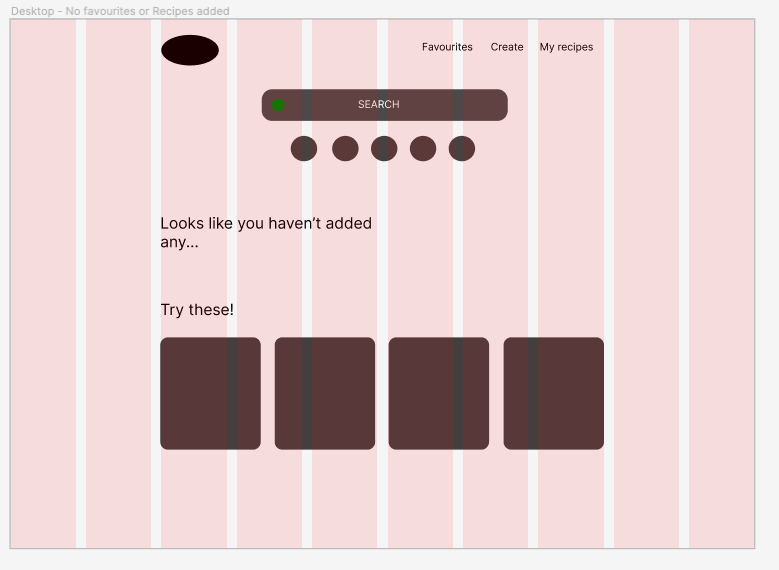 Desktop - No favourites or Recipes added
Favourites Create My recipes
SEARCH
Looks like you haven’t added
any...
Try these!